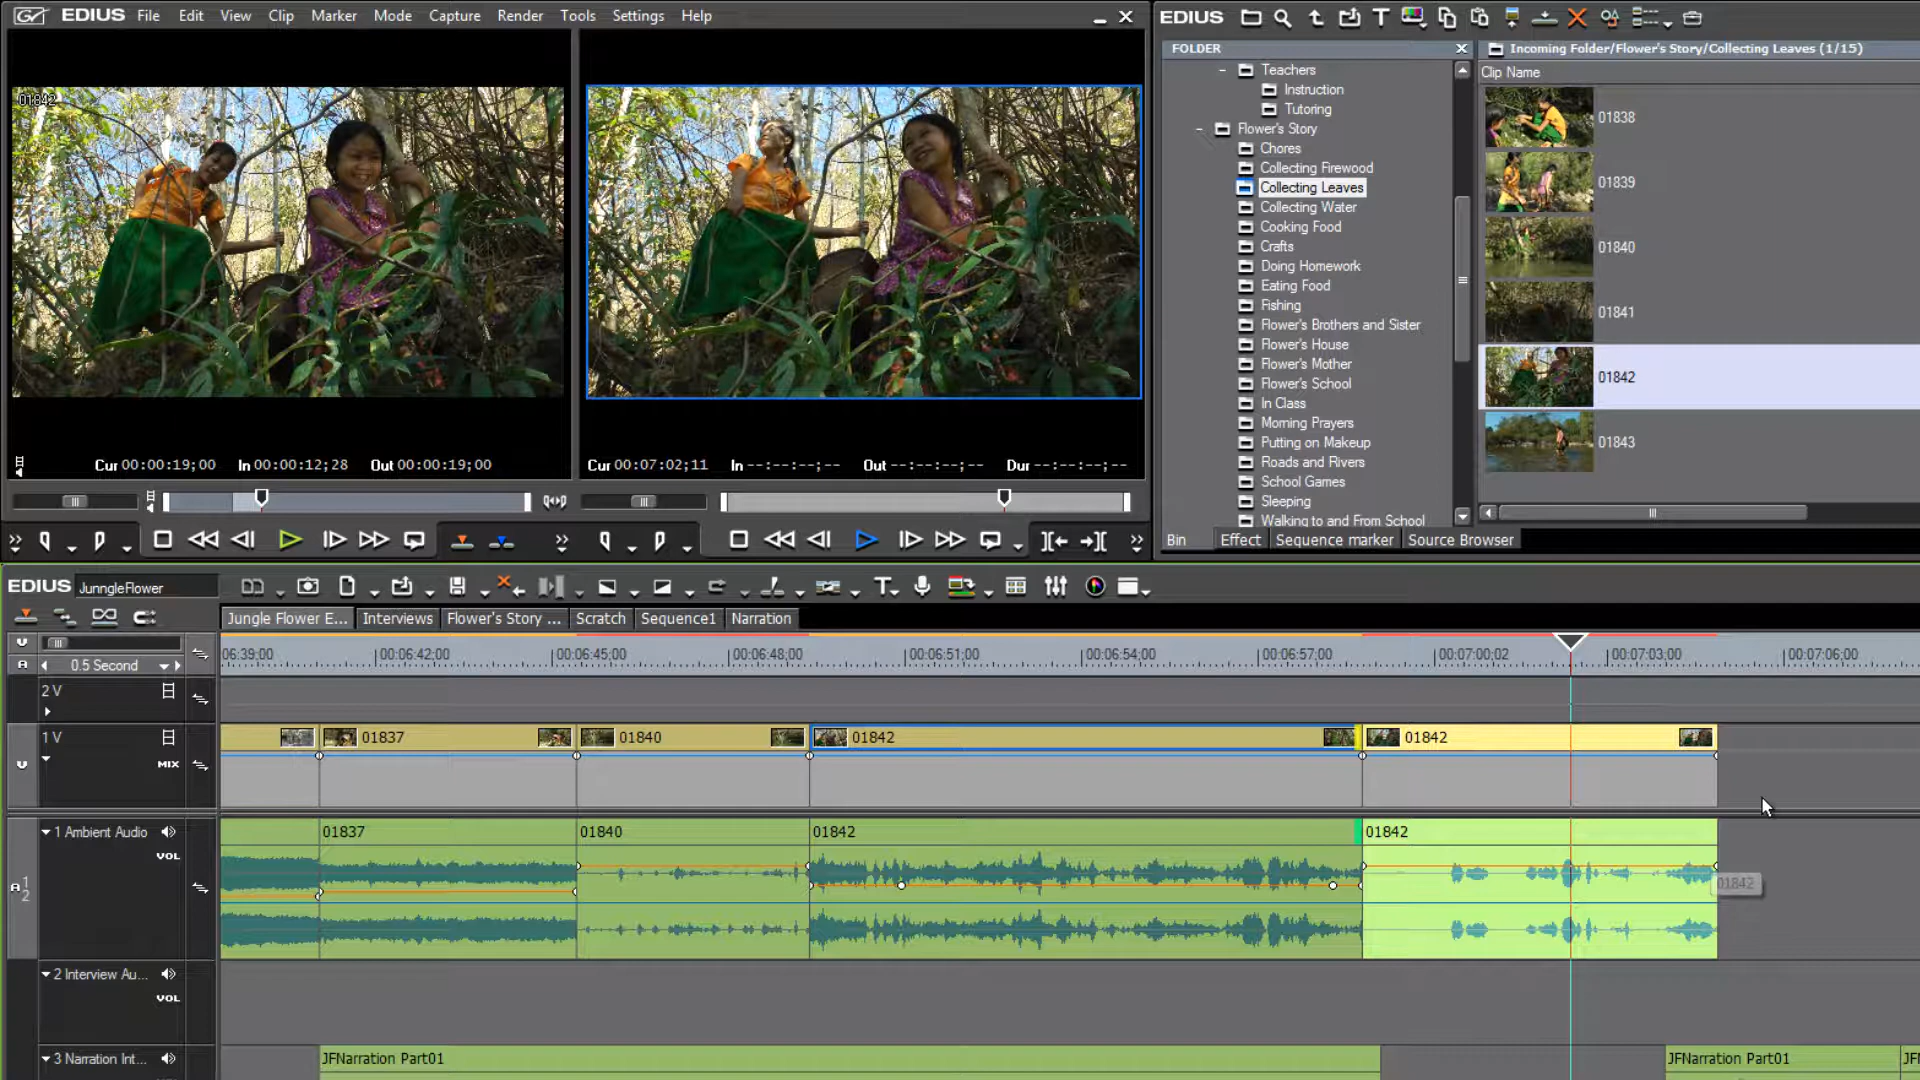 EDIUS File Edit View Clip Marker Mode Capture Render Tools Settings Help
01842
Cur 00:00:19;00 In 00:00:12;28 Out 00:00:19;00
Cur 00:07:02;11 In --:--:--;-- Out --:--:--;-- Dur --:--:--;--
EDIUS
FOLDER
Teachers
Instruction
Tutoring
Flower's Story
Chores
Collecting Firewood
Collecting Leaves
Collecting Water
Cooking Food
Crafts
Doing Homework
Eating Food
Fishing
Flower's Brothers and Sister
Flower's House
Flower's Mother
Flower's School
In Class
Morning Prayers
Putting on Makeup
Roads and Rivers
School Games
Sleeping
Walking to and From School
Incoming Folder/Flower's Story/Collecting Leaves (1/15)
Clip Name
01838
01839
01840
01841
01842
01843
Bin Effect Sequence marker Source Browser
EDIUS JunngleFlower
Jungle Flower E... Interviews Flower's Story ... Scratch Sequence1 Narration
0.5 Second
06:39;00 00:06:42;00 00:06:45;00 00:06:48;00 00:06:51;00 00:06:54;00 00:06:57;00 00:07:00;02 00:07:03;00 00:07:06;00
2 V
1 V
MIX
01837 01840 01842 01842
1 Ambient Audio
VOL
A 1 2
01837 01840 01842 01842
01842
2 Interview Au...
VOL
3 Narration Int...
JFNarration Part01 JFNarration Part01 JF